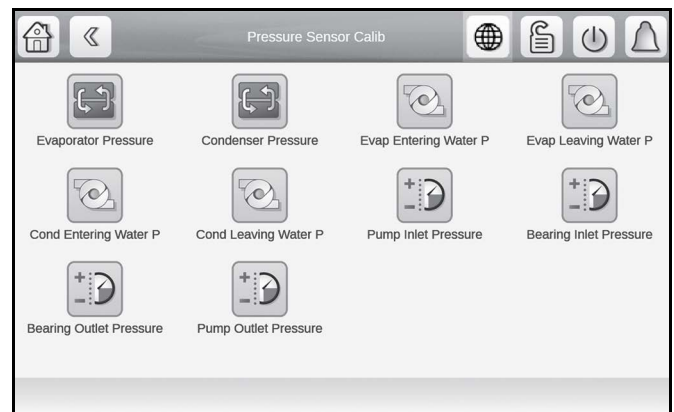 Pressure Sensor Calib
Evaporator Pressure
Condenser Pressure
Evap Entering Water P
Evap Leaving Water P
Cond Entering Water P
Cond Leaving Water P
Pump Inlet Pressure
Bearing Inlet Pressure
Bearing Outlet Pressure
Pump Outlet Pressure